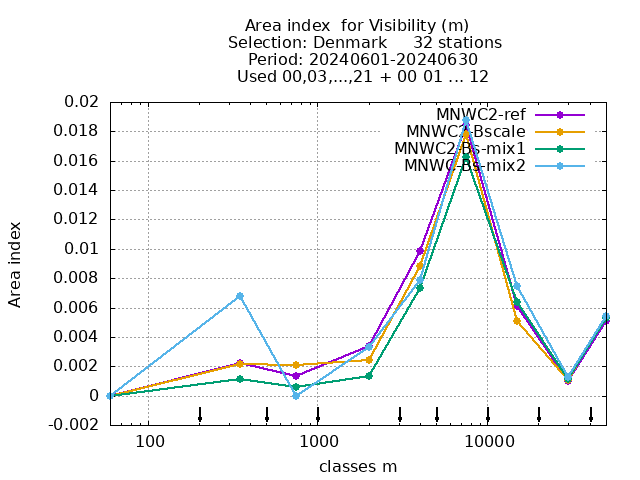 Area index  for Visibility (m)
Selection: Denmark     32 stations
Period: 20240601-20240630
Used 00,03,...,21 + 00 01 ... 12
0.02
0.018
0.016
0.014
0.012
0.01
0.008
0.006
0.004
0.002
0
-0.002
Area index
MNWC2-ref
MNWC2-Bscale
MNWC2-Bs-mix1
MNWC-Bs-mix2
100
1000
10000
classes m